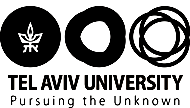 TEL AVIV UNIVERSITY
Pursuing the Unknown